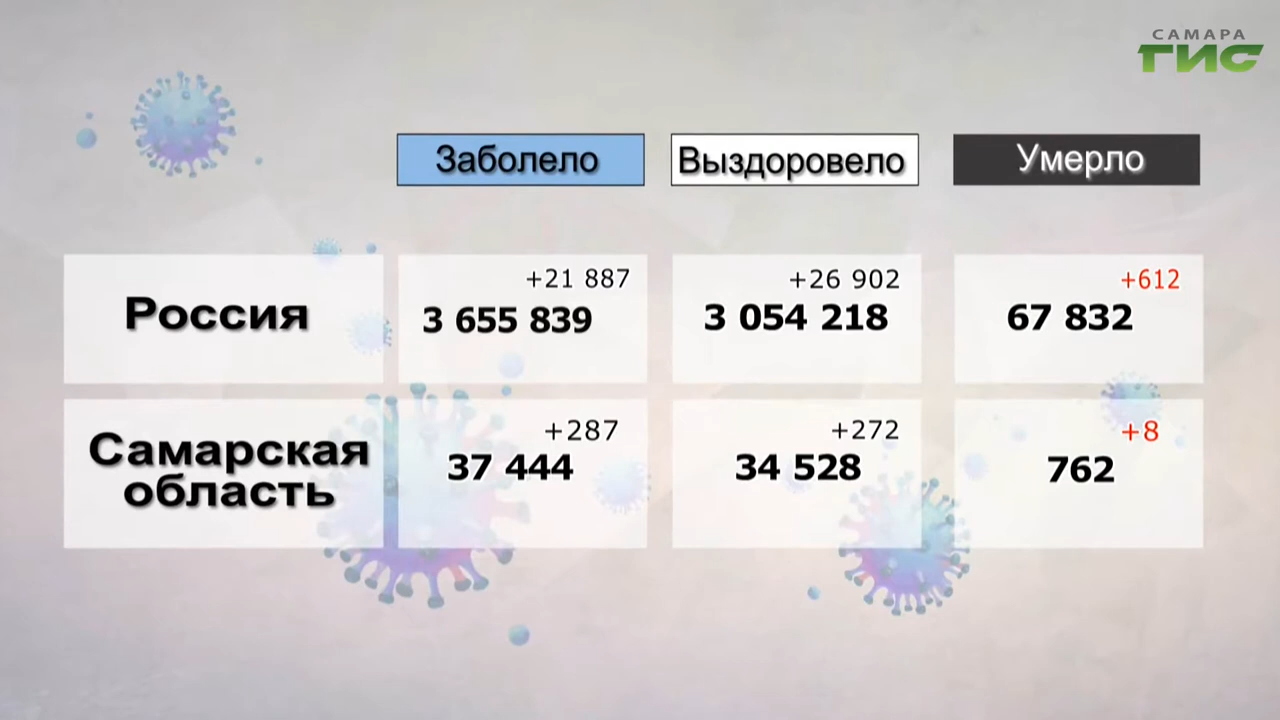 САМАРА
ГИС
Заболело Выздоровело Умерло
+21 887 +26 902 +612
Россия 3 655 839 3 054 218 67 832
+287 +272 +8
Самарская
область 37 444 34 528 762